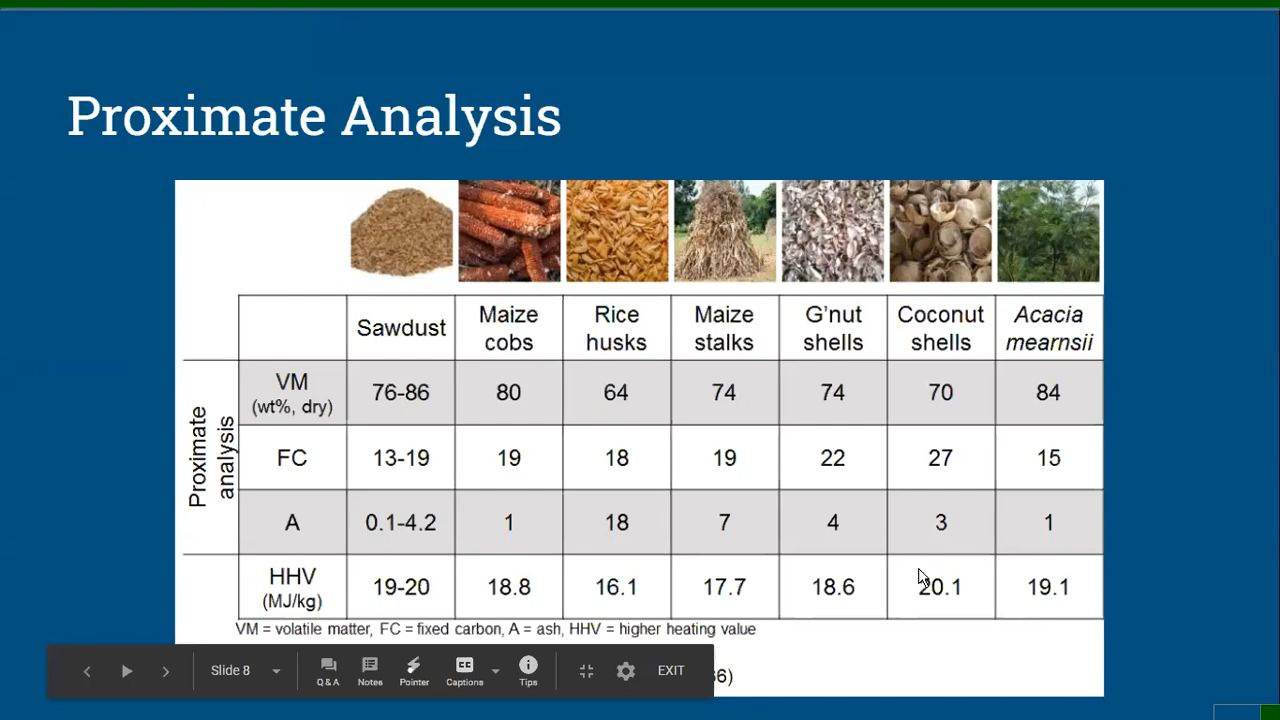 Proximate Analysis
Sawdust
Maize cobs
Rice husks
Maize stalks
G'nut shells
Coconut shells
Acacia mearnsii
Proximate analysis
VM (wt%, dry) 76-86 80 64 74 74 70 84
FC 13-19 19 18 19 22 27 15
A 0.1-4.2 1 18 7 4 3 1
HHV (MJ/kg) 19-20 18.8 16.1 17.7 18.6 20.1 19.1
VM = volatile matter, FC = fixed carbon, A = ash, HHV = higher heating value
Slide 8
Q & A
Notes
Pointer
CC
Captions
Tips
EXIT